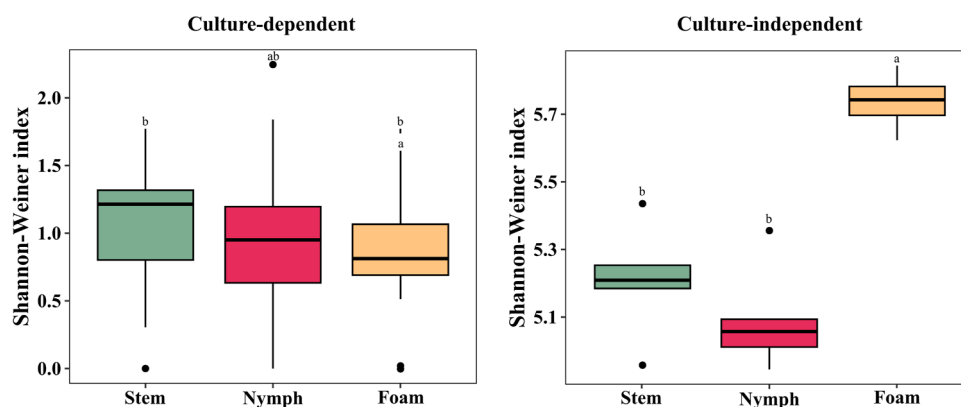 Culture-dependent
Shannon-Weiner index
2.0
1.5
1.0
0.5
0.0
b
ab
b
a
Stem
Nymph
Foam
Culture-independent
Shannon-Weiner index
5.7
5.5
5.3
5.1
b
b
a
Stem
Nymph
Foam